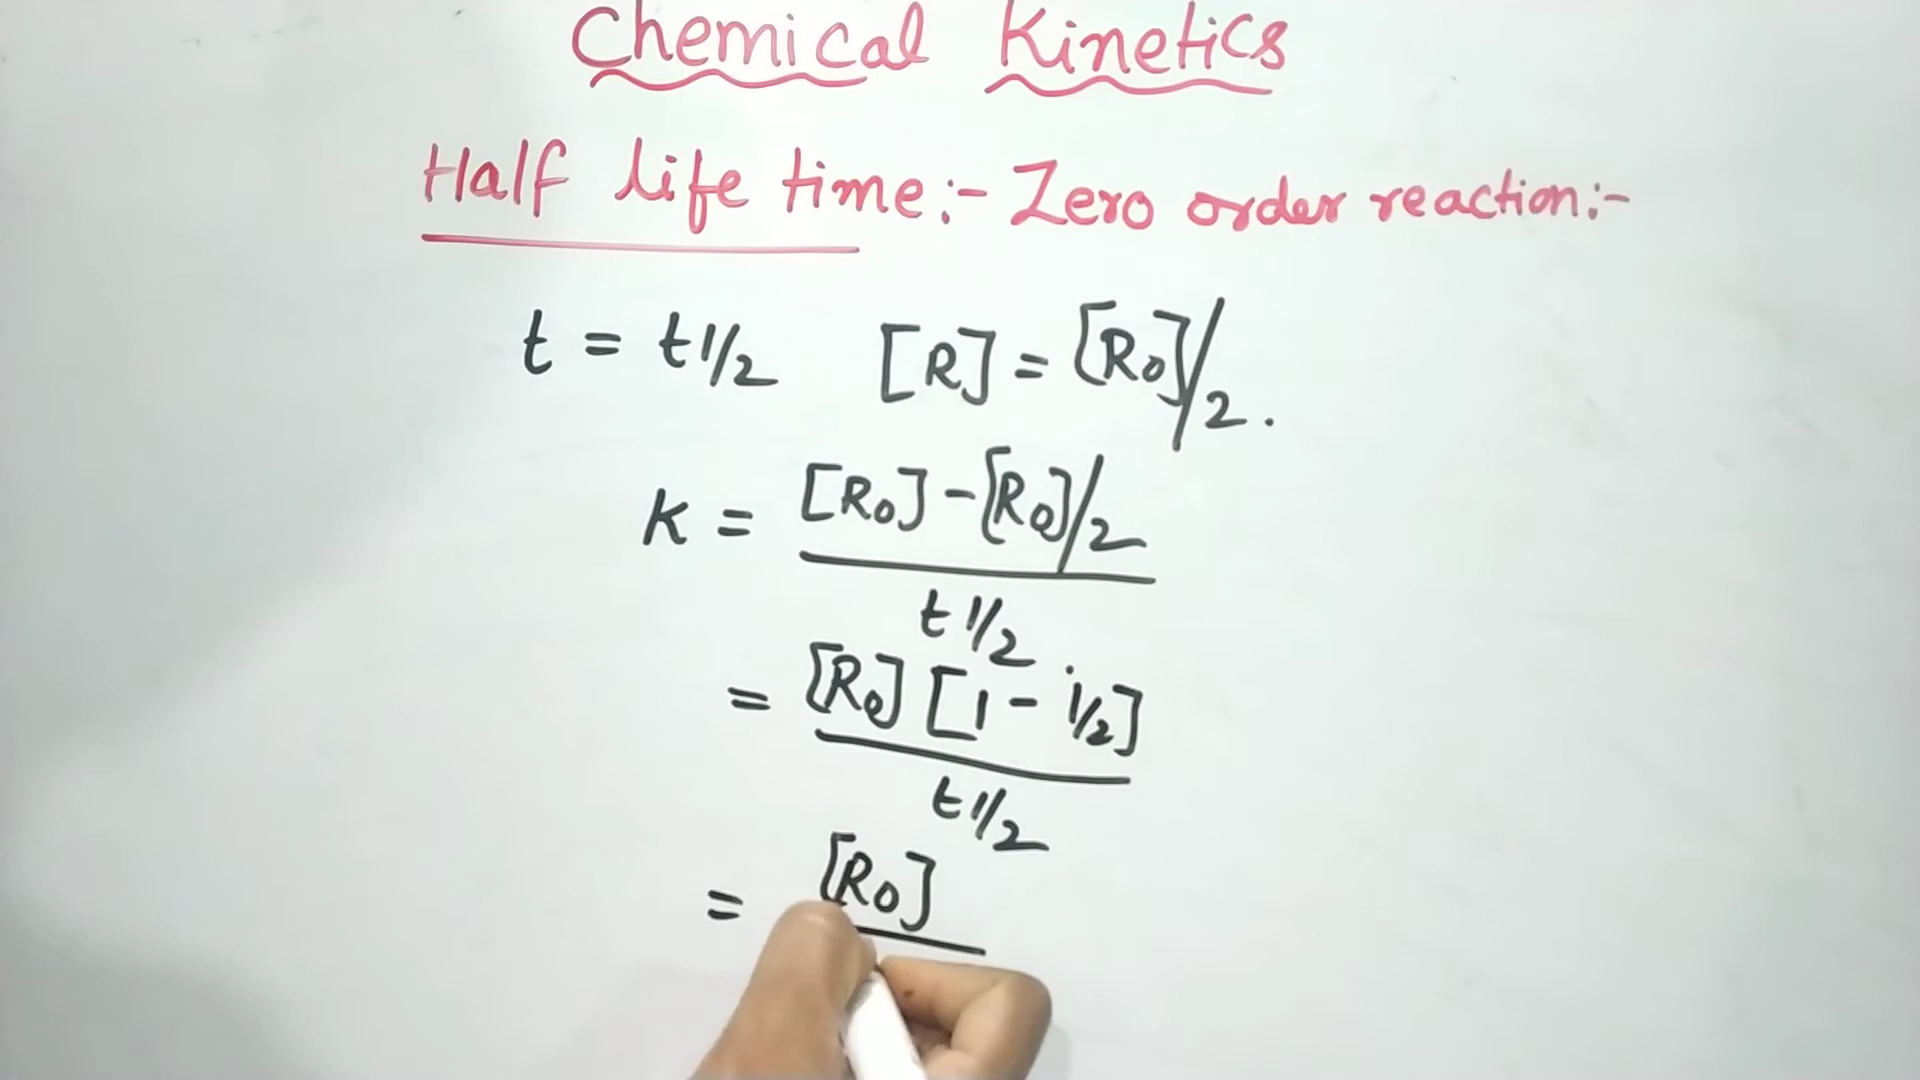 Chemical Kinetics
Half life time:- Zero order reaction:-
t = t1/2 [R] = [R0]/2.
K = [R0]-[R0]/2
t1/2
= [R0] [1 - 1/2]
t1/2
= [R0]